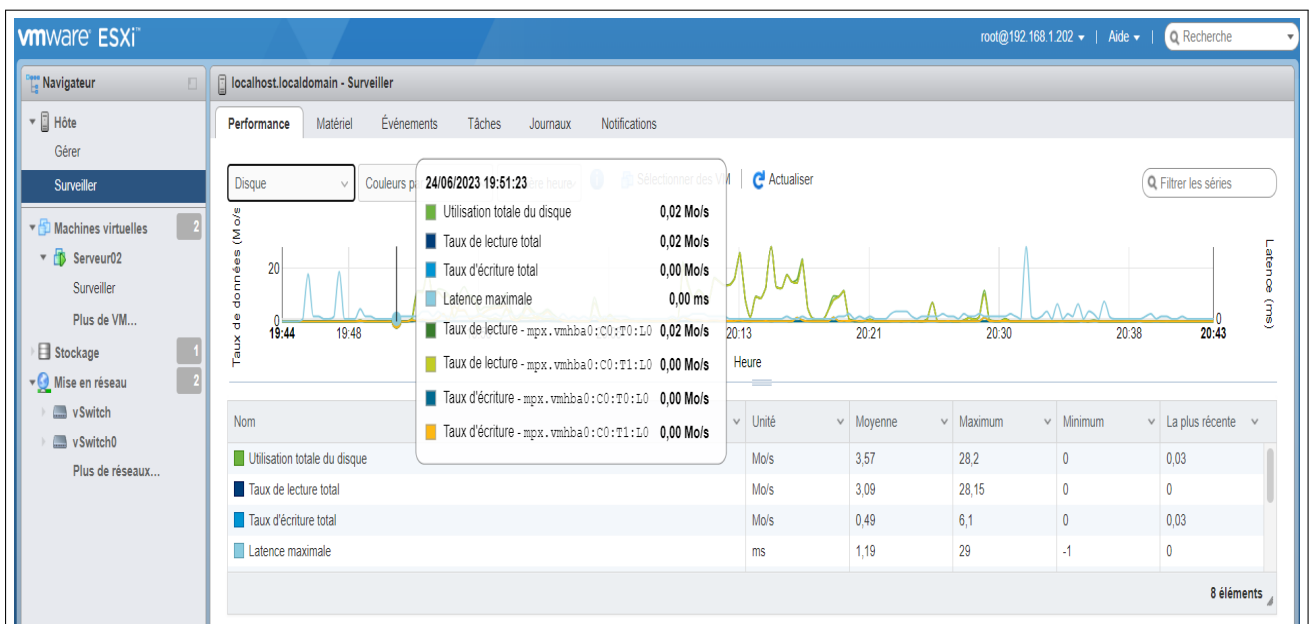 vmware ESXi™
root@192.168.1.202 | Aide | Recherche
Navigateur
localhost.localdomain - Surveiller
Hôte
Gérer
Surveiller
Machines virtuelles 2
Serveur02
Surveiller
Plus de VM...
Stockage 1
Mise en réseau 2
vSwitch
vSwitch0
Plus de réseaux...
Performance Matériel Événements Tâches Journaux Notifications
Disque Couleurs p heure Sélectionner des VM Actualiser Filtrer les séries
24/06/2023 19:51:23
Utilisation totale du disque 0,02 Mo/s
Taux de lecture total 0,02 Mo/s
Taux d'écriture total 0,00 Mo/s
Latence maximale 0,00 ms
Taux de lecture - mpx.vmhba0:C0:T0:L0 0,02 Mo/s
Taux de lecture - mpx.vmhba0:C0:T1:L0 0,00 Mo/s
Taux d'écriture - mpx.vmhba0:C0:T0:L0 0,00 Mo/s
Taux d'écriture - mpx.vmhba0:C0:T1:L0 0,00 Mo/s
Taux de données (Mo/s
20
0
Latence (ms)
0
19:44 19:48 20:13 20:21 20:30 20:38 20:43
Heure
Nom Unité Moyenne Maximum Minimum La plus récente
Utilisation totale du disque Mo/s 3,57 28,2 0 0,03
Taux de lecture total Mo/s 3,09 28,15 0 0
Taux d'écriture total Mo/s 0,49 6,1 0 0,03
Latence maximale ms 1,19 29 -1 0
8 éléments